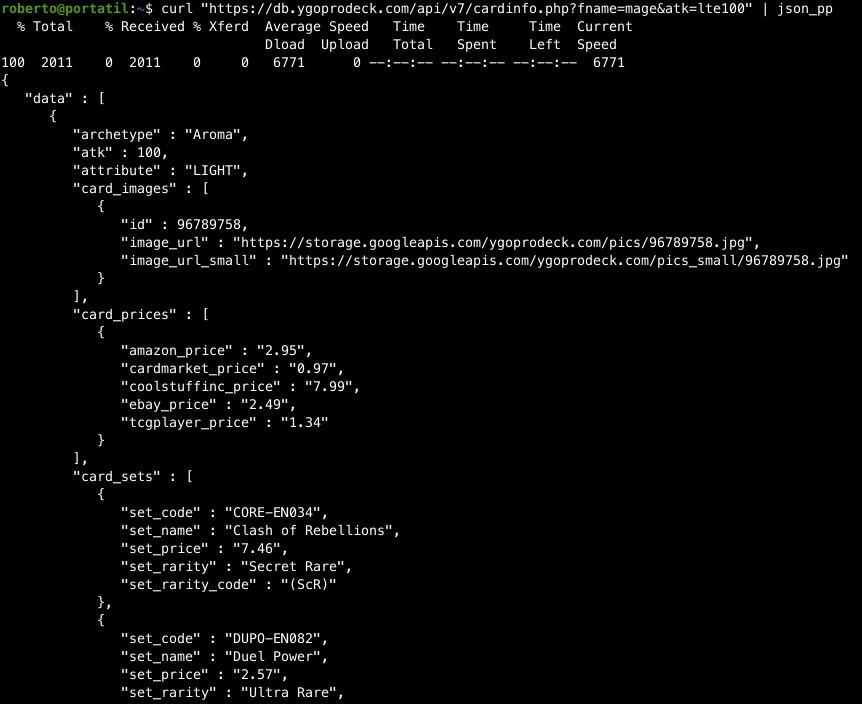 roberto@portatil:~$ curl "https://db.ygoprodeck.com/api/v7/cardinfo.php?fname=mage&atk=lte100" | json_pp
  % Total    % Received % Xferd  Average Speed   Time    Time     Time  Current
                                 Dload  Upload   Total   Spent    Left  Speed
100  2011    0  2011    0     0   6771      0 --:--:-- --:--:-- --:--:--  6771
{
   "data" : [
      {
         "archetype" : "Aroma",
         "atk" : 100,
         "attribute" : "LIGHT",
         "card_images" : [
            {
               "id" : 96789758,
               "image_url" : "https://storage.googleapis.com/ygoprodeck.com/pics/96789758.jpg",
               "image_url_small" : "https://storage.googleapis.com/ygoprodeck.com/pics_small/96789758.jpg"
            }
         ],
         "card_prices" : [
            {
               "amazon_price" : "2.95",
               "cardmarket_price" : "0.97",
               "coolstuffinc_price" : "7.99",
               "ebay_price" : "2.49",
               "tcgplayer_price" : "1.34"
            }
         ],
         "card_sets" : [
            {
               "set_code" : "CORE-EN034",
               "set_name" : "Clash of Rebellions",
               "set_price" : "7.46",
               "set_rarity" : "Secret Rare",
               "set_rarity_code" : "(ScR)"
            },
            {
               "set_code" : "DUPO-EN082",
               "set_name" : "Duel Power",
               "set_price" : "2.57",
               "set_rarity" : "Ultra Rare",